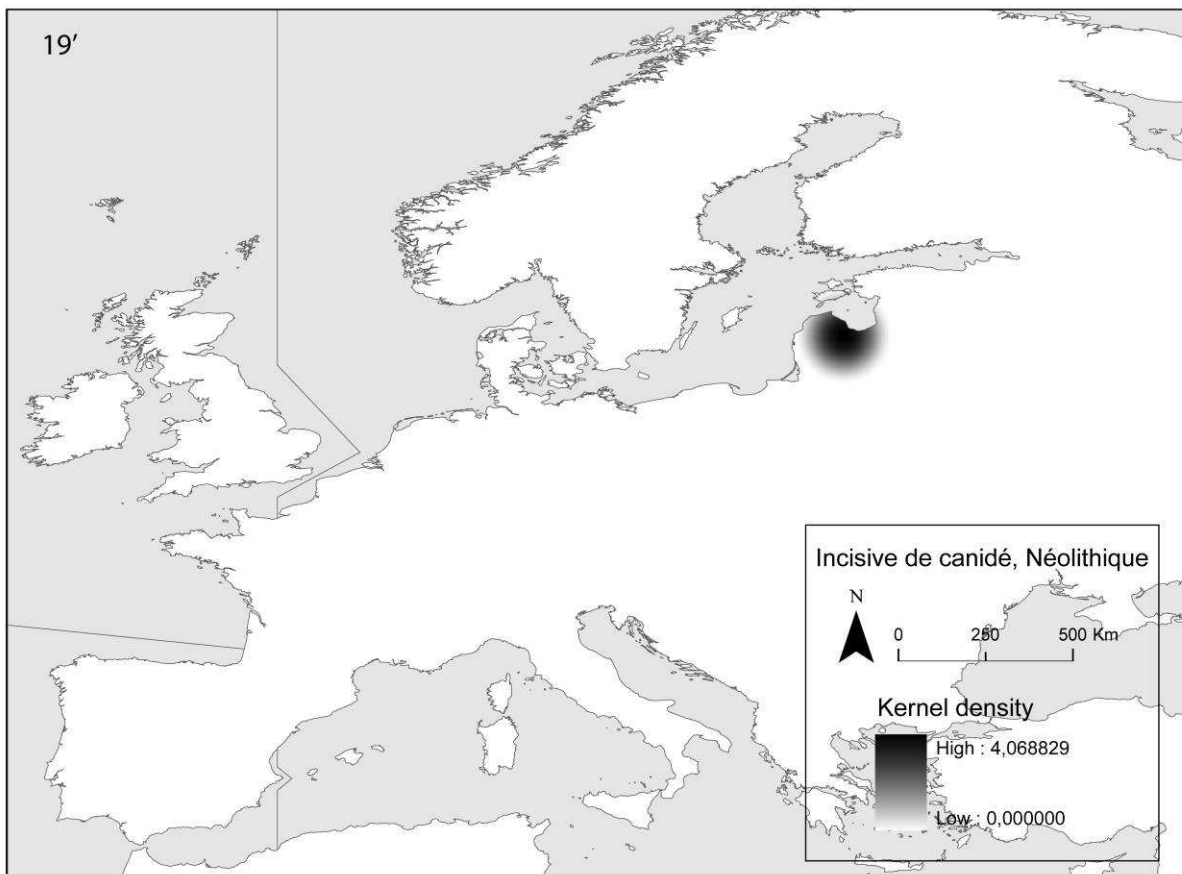 19’
Incisive de canidé, Néolithique
N
0 250 500 Km
Kernel density
High : 4,068829
Low : 0,000000